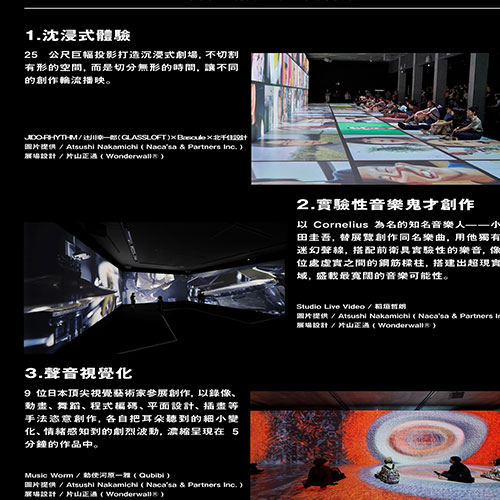 1.沈浸式體驗
25 公尺巨幅投影打造沉浸式劇場, 不切割
有形的空間, 而是切分無形的時間, 讓不同
的創作輪流播映。
JIDO-RHYTHM / 辻川幸一郎( GLASSLOFT ) × Bascule × 北千住設計
圖片提供 / Atsushi Nakamichi ( Naca'sa & Partners Inc. )
展場設計 / 片山正通 ( Wonderwall® )
2.實驗性音樂鬼才創作
以 Cornelius 為名的知名音樂人——小
田圭吾, 替展覽創作同名樂曲, 用他獨有
迷幻聲線, 搭配前衛具實驗性的樂音, 像
位處虛實之間的鋼筋樑柱, 搭建出超現實
域, 盛載最寬闊的音樂可能性。
Studio Live Video / 稻垣哲朗
圖片提供 / Atsushi Nakamichi ( Naca'sa & Partners In
展場設計 / 片山正通 ( Wonderwall® )
3.聲音視覺化
9 位日本頂尖視覺藝術家參展創作, 以錄像、
動畫、舞蹈、程式編碼、平面設計、插畫等
手法恣意創作, 各自把耳朵聽到的細小變
化、情緒感知到的劇烈波動, 濃縮呈現在 5
分鐘的作品中。
Music Worm / 勅使河原一雅 ( Qubibi )
圖片提供 / Atsushi Nakamichi ( Naca'sa & Partners Inc. )
展場設計 / 片山正通 ( Wonderwall® )